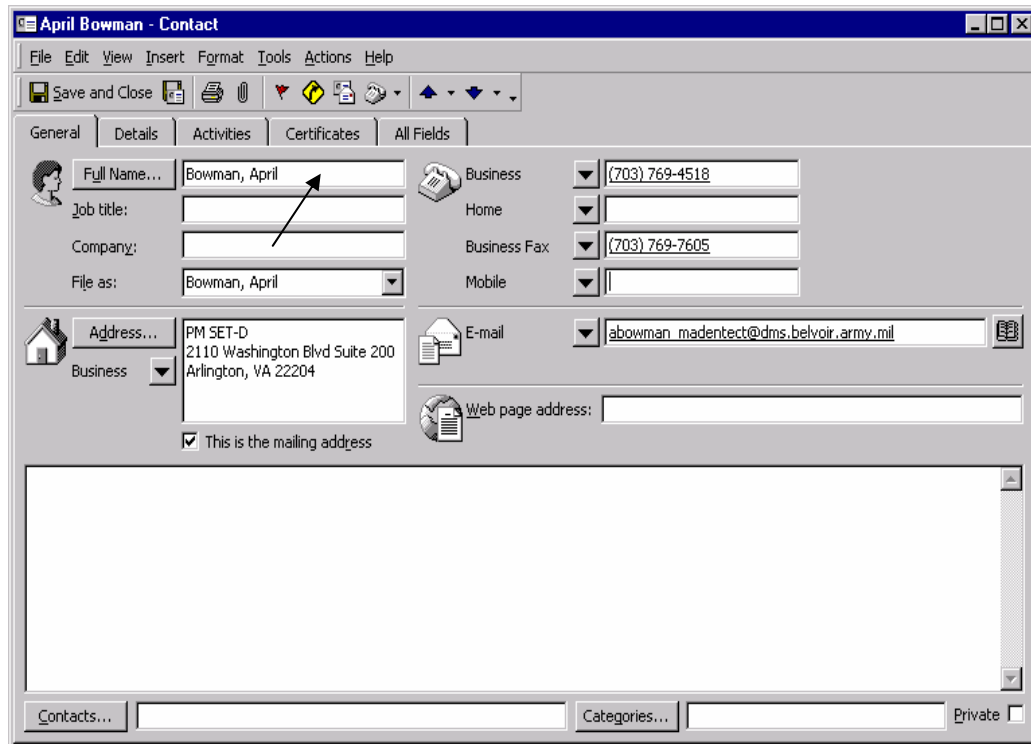 April Bowman - Contact
File Edit View Insert Format Tools Actions Help
Save and Close
General Details Activities Certificates All Fields
Full Name... Bowman, April
Job title:
Company:
File as: Bowman, April
Business (703) 769-4518
Home
Business Fax (703) 769-7605
Mobile
Address...
Business
PM SET-D
2110 Washington Blvd Suite 200
Arlington, VA 22204
This is the mailing address
E-mail abowman_madentect@dms.belvoir.army.mil
Web page address:
Contacts... Categories... Private